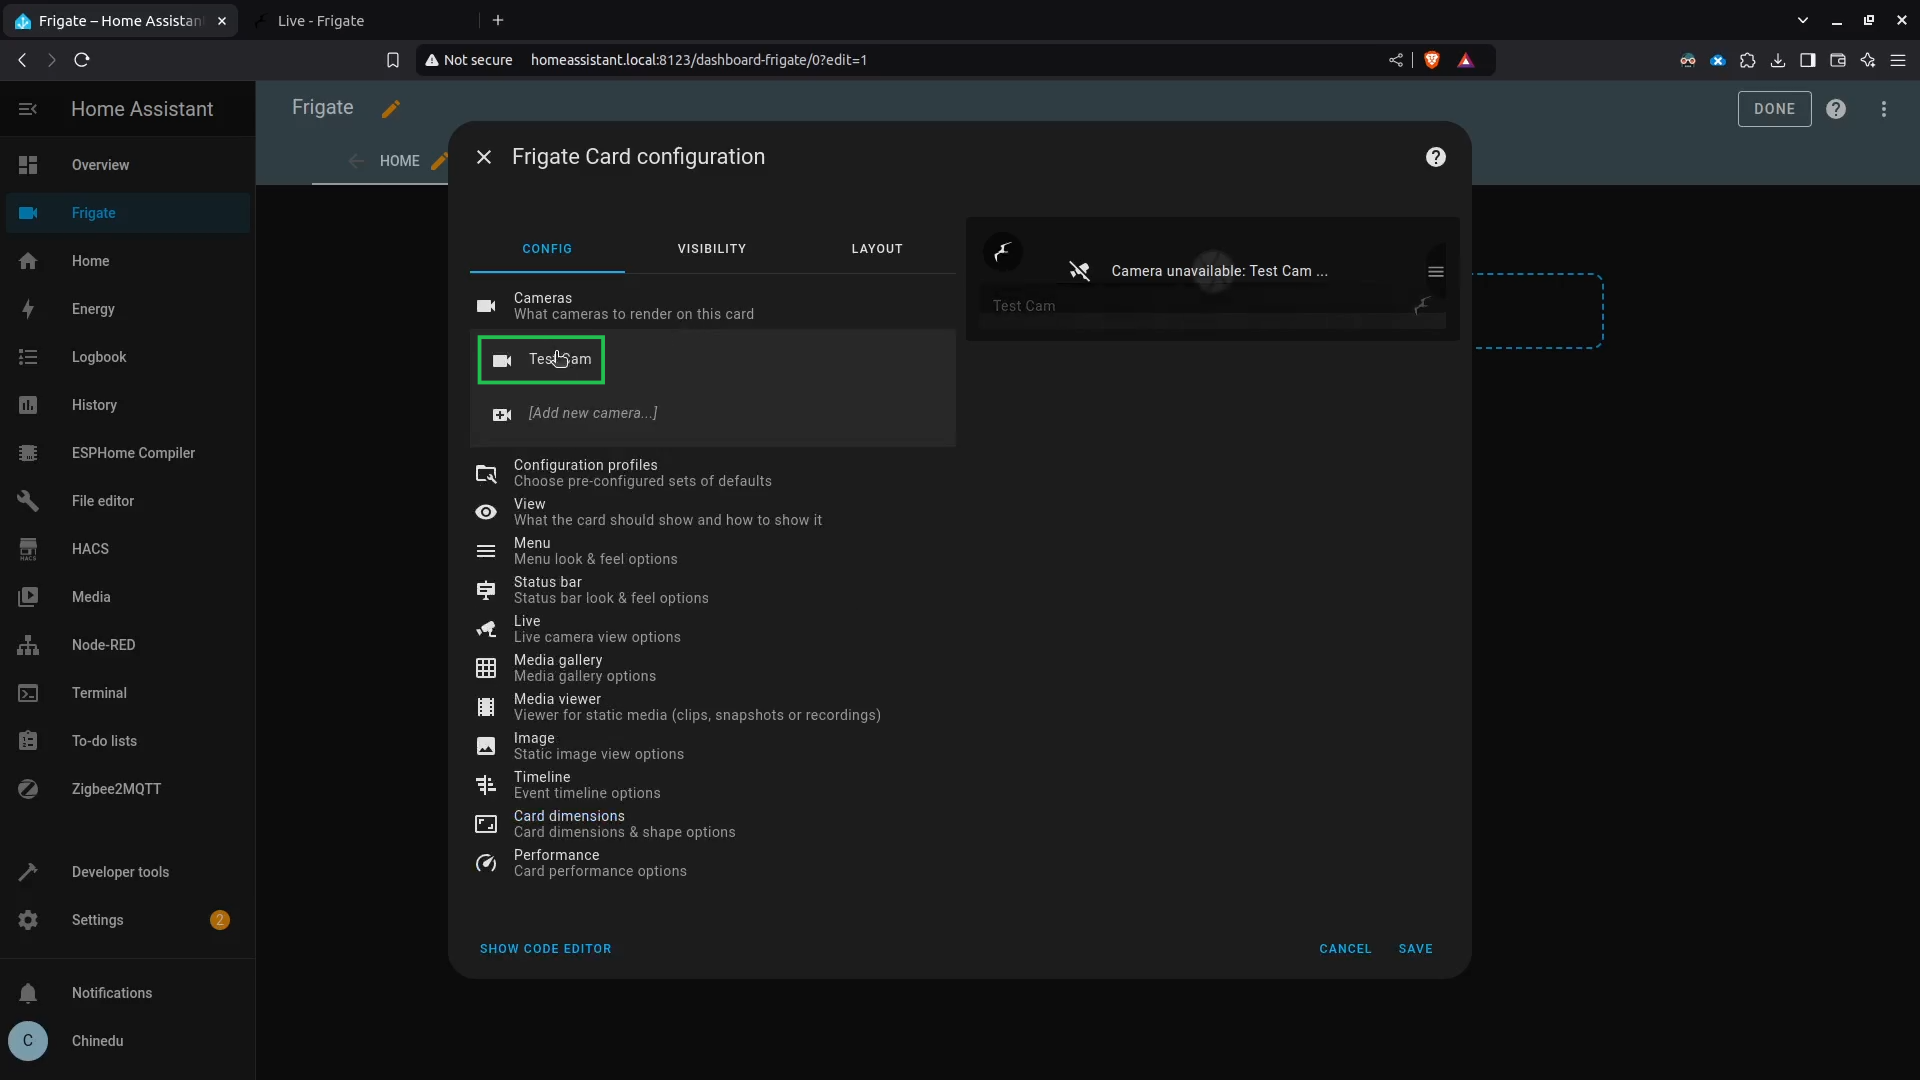 Frigate – Home Assistan
Live - Frigate
Not secure
homeassistant.local:8123/dashboard-frigate/0?edit=1
Home Assistant
Frigate
DONE
HOME
Overview
Frigate
Home
Energy
Logbook
History
ESPHome Compiler
File editor
HACS
HACS
Media
Node-RED
Terminal
To-do lists
Zigbee2MQTT
Developer tools
Settings
2
Notifications
C
Chinedu
Frigate Card configuration
CONFIG
VISIBILITY
LAYOUT
Cameras
What cameras to render on this card
Test Cam
[Add new camera...]
Configuration profiles
Choose pre-configured sets of defaults
View
What the card should show and how to show it
Menu
Menu look & feel options
Status bar
Status bar look & feel options
Live
Live camera view options
Media gallery
Media gallery options
Media viewer
Viewer for static media (clips, snapshots or recordings)
Image
Static image view options
Timeline
Event timeline options
Card dimensions
Card dimensions & shape options
Performance
Card performance options
Camera unavailable: Test Cam ...
Test Cam
SHOW CODE EDITOR
CANCEL
SAVE